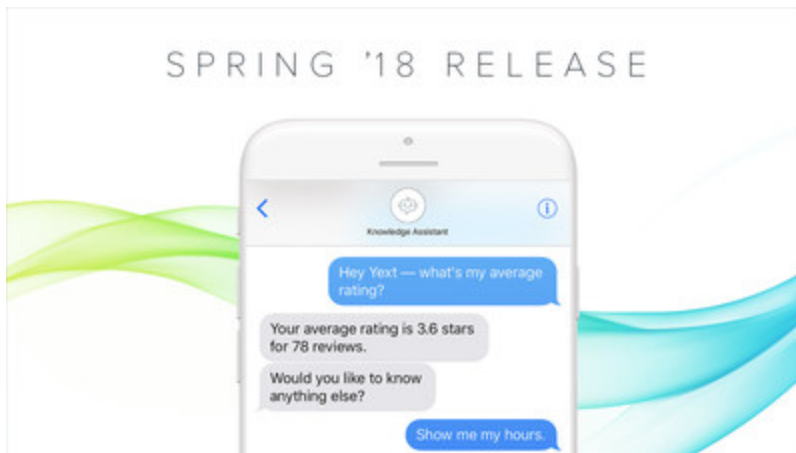 SPRING '18 RELEASE
Knowledge Assistant
Hey Yext — what's my average
rating?
Your average rating is 3.6 stars
for 78 reviews.
Would you like to know
anything else?
Show me my hours.